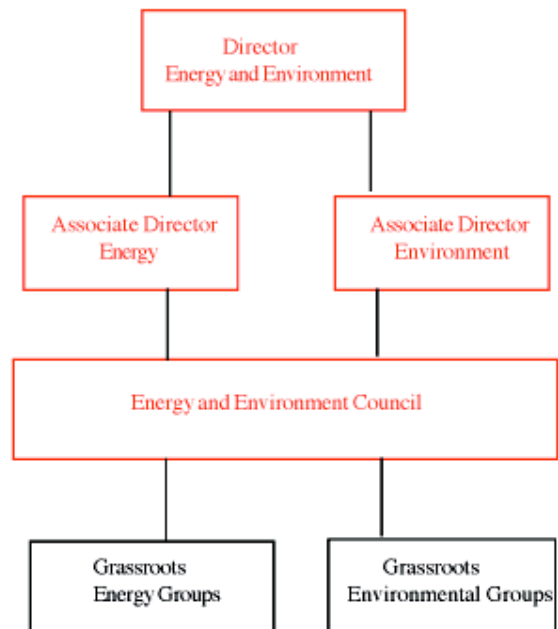 Director
Energy and Environment
Associate Director
Energy
Associate Director
Environment
Energy and Environment Council
Grassroots
Energy Groups
Grassroots
Environmental Groups